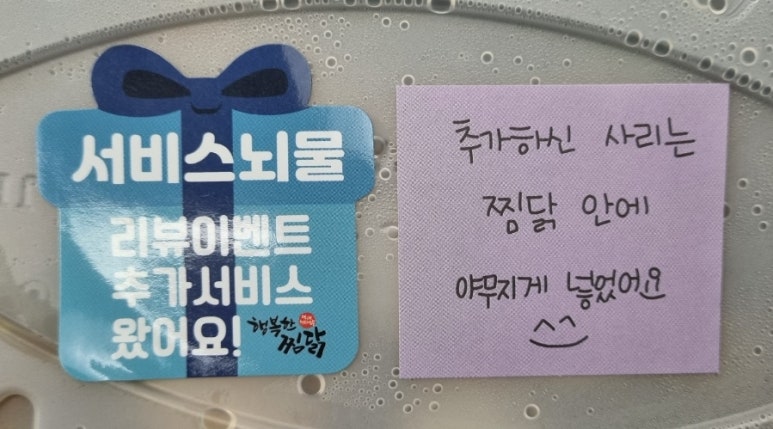 서비스뇌물
리뷰이벤트
추가서비스
왔어요!
행복한
찜닭
추가하신 사리는
찜닭 안에
야무지게 넣었어요
^^